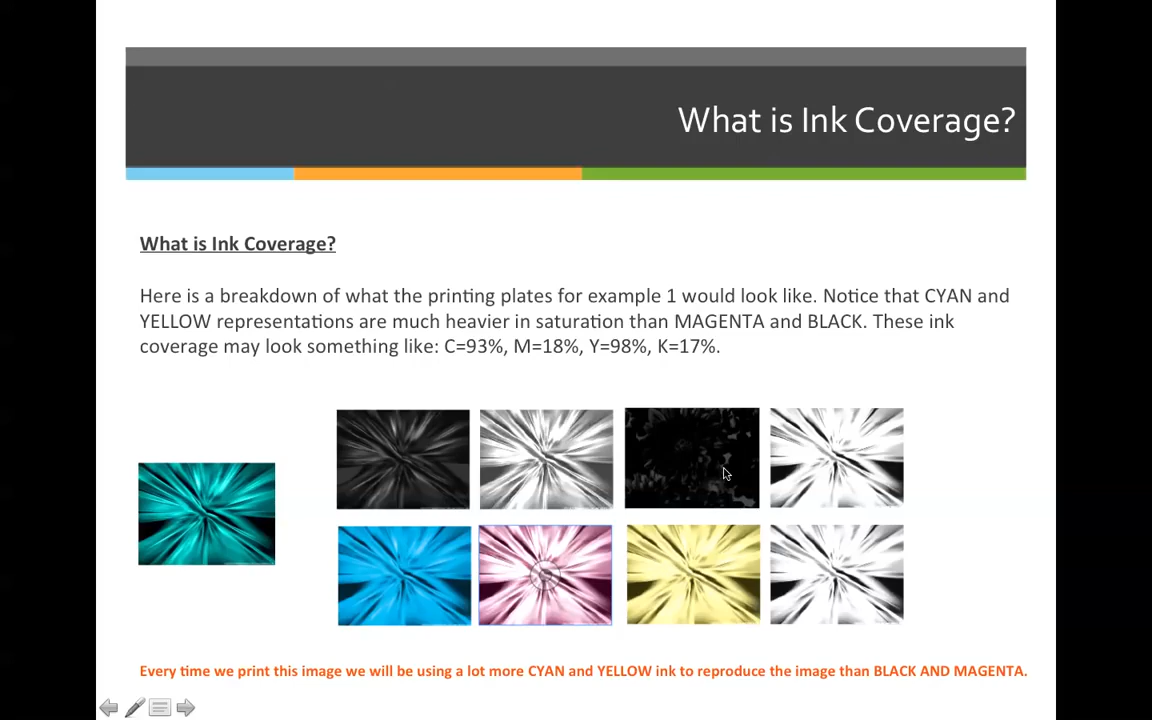 What is Ink Coverage?
What is Ink Coverage?
Here is a breakdown of what the printing plates for example 1 would look like. Notice that CYAN and
YELLOW representations are much heavier in saturation than MAGENTA and BLACK. These ink
coverage may look something like: C=93%, M=18%, Y=98%, K=17%.
Every time we print this image we will be using a lot more CYAN and YELLOW ink to reproduce the image than BLACK AND MAGENTA.